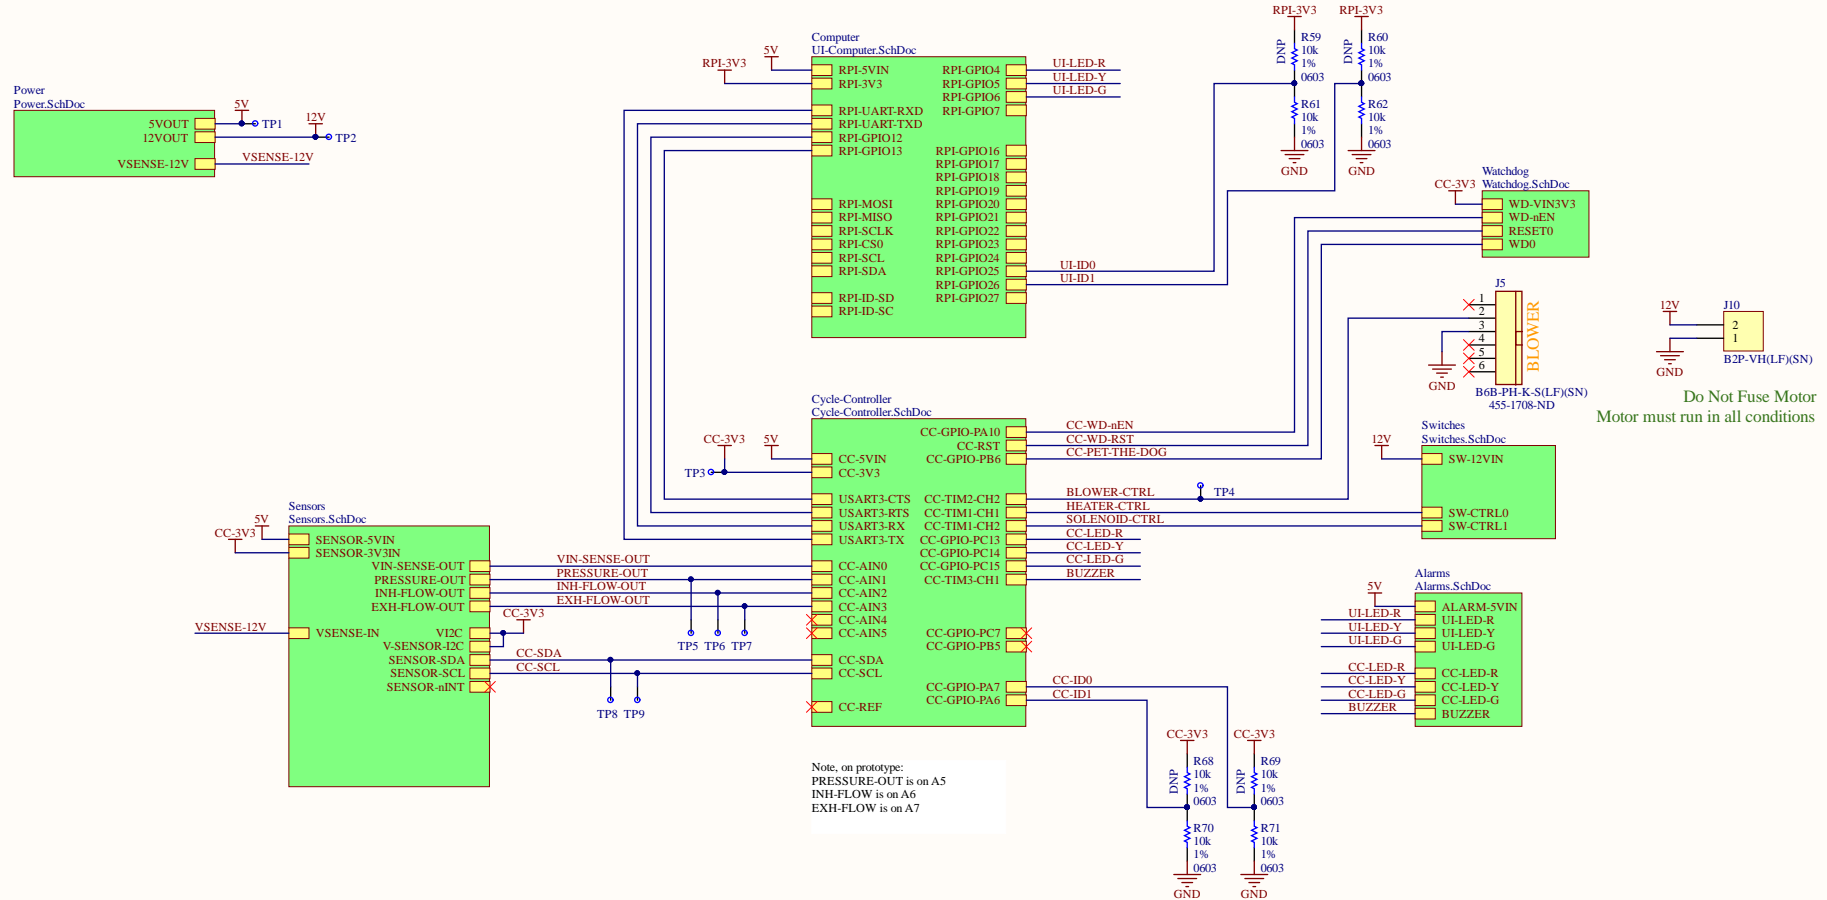 Power
Power.SchDoc
5VOUT
12VOUT
VSENSE-12V
5V
TP1
12V
TP2
VSENSE-12V
Computer
UI-Computer.SchDoc
RPI-3V3
5V
RPI-5VIN
RPI-3V3
RPI-UART-RXD
RPI-UART-TXD
RPI-GPIO12
RPI-GPIO13
RPI-MOSI
RPI-MISO
RPI-SCLK
RPI-CS0
RPI-SCL
RPI-SDA
RPI-ID-SD
RPI-ID-SC
RPI-GPIO4
RPI-GPIO5
RPI-GPIO6
RPI-GPIO7
RPI-GPIO16
RPI-GPIO17
RPI-GPIO18
RPI-GPIO19
RPI-GPIO20
RPI-GPIO21
RPI-GPIO22
RPI-GPIO23
RPI-GPIO24
RPI-GPIO25
RPI-GPIO26
RPI-GPIO27
UI-LED-R
UI-LED-Y
UI-LED-G
UI-ID0
UI-ID1
RPI-3V3
RPI-3V3
DNP
R59
10k
1%
0603
DNP
R60
10k
1%
0603
R61
10k
1%
0603
R62
10k
1%
0603
GND
GND
Watchdog
Watchdog.SchDoc
CC-3V3
WD-VIN3V3
WD-nEN
RESET0
WD0
J5
1
2
3
4
5
6
BLOWER
GND
B6B-PH-K-S(LF)(SN)
455-1708-ND
12V
J10
2
1
GND
B2P-VH(LF)(SN)
Do Not Fuse Motor
Motor must run in all conditions
Switches
Switches.SchDoc
12V
SW-12VIN
SW-CTRL0
SW-CTRL1
Cycle-Controller
Cycle-Controller.SchDoc
CC-3V3
5V
TP3
CC-5VIN
CC-3V3
USART3-CTS
USART3-RTS
USART3-RX
USART3-TX
CC-AIN0
CC-AIN1
CC-AIN2
CC-AIN3
CC-AIN4
CC-AIN5
CC-SDA
CC-SCL
CC-REF
CC-GPIO-PA10
CC-RST
CC-GPIO-PB6
CC-TIM2-CH2
CC-TIM1-CH1
CC-TIM1-CH2
CC-GPIO-PC13
CC-GPIO-PC14
CC-GPIO-PC15
CC-TIM3-CH1
CC-GPIO-PC7
CC-GPIO-PB5
CC-GPIO-PA7
CC-GPIO-PA6
CC-WD-nEN
CC-WD-RST
CC-PET-THE-DOG
BLOWER-CTRL
HEATER-CTRL
SOLENOID-CTRL
CC-LED-R
CC-LED-Y
CC-LED-G
BUZZER
TP4
CC-ID0
CC-ID1
Sensors
Sensors.SchDoc
CC-3V3
5V
SENSOR-5VIN
SENSOR-3V3IN
VIN-SENSE-OUT
PRESSURE-OUT
INH-FLOW-OUT
EXH-FLOW-OUT
VSENSE-12V
VSENSE-IN
VI2C
V-SENSOR-I2C
SENSOR-SDA
SENSOR-SCL
SENSOR-nINT
VIN-SENSE-OUT
PRESSURE-OUT
INH-FLOW-OUT
EXH-FLOW-OUT
CC-3V3
CC-SDA
CC-SCL
TP5
TP6
TP7
TP8
TP9
Alarms
Alarms.SchDoc
5V
ALARM-5VIN
UI-LED-R
UI-LED-Y
UI-LED-G
CC-LED-R
CC-LED-Y
CC-LED-G
BUZZER
UI-LED-R
UI-LED-Y
UI-LED-G
CC-LED-R
CC-LED-Y
CC-LED-G
BUZZER
Note, on prototype:
PRESSURE-OUT is on A5
INH-FLOW is on A6
EXH-FLOW is on A7
CC-3V3
CC-3V3
DNP
R68
10k
1%
0603
DNP
R69
10k
1%
0603
R70
10k
1%
0603
R71
10k
1%
0603
GND
GND